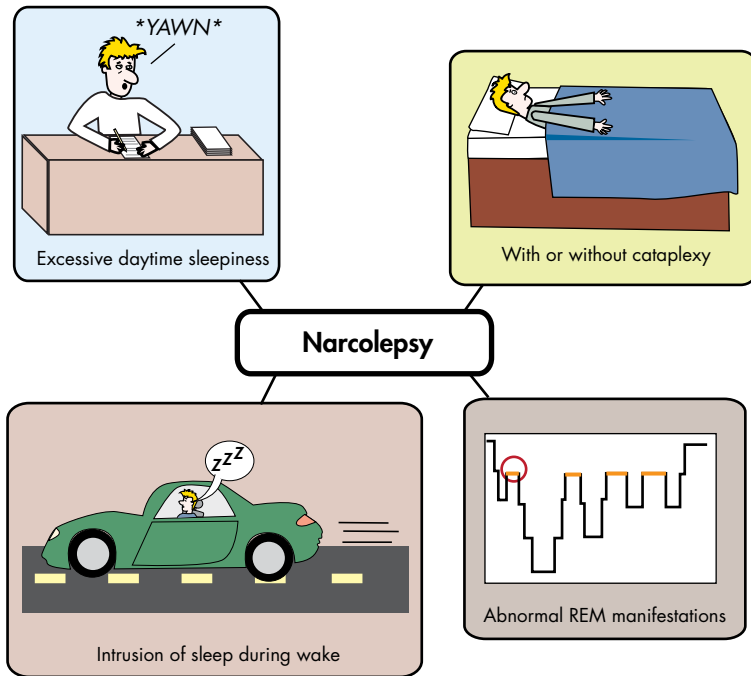 *YAWN*
Excessive daytime sleepiness
With or without cataplexy
Narcolepsy
zzz
Intrusion of sleep during wake
Abnormal REM manifestations